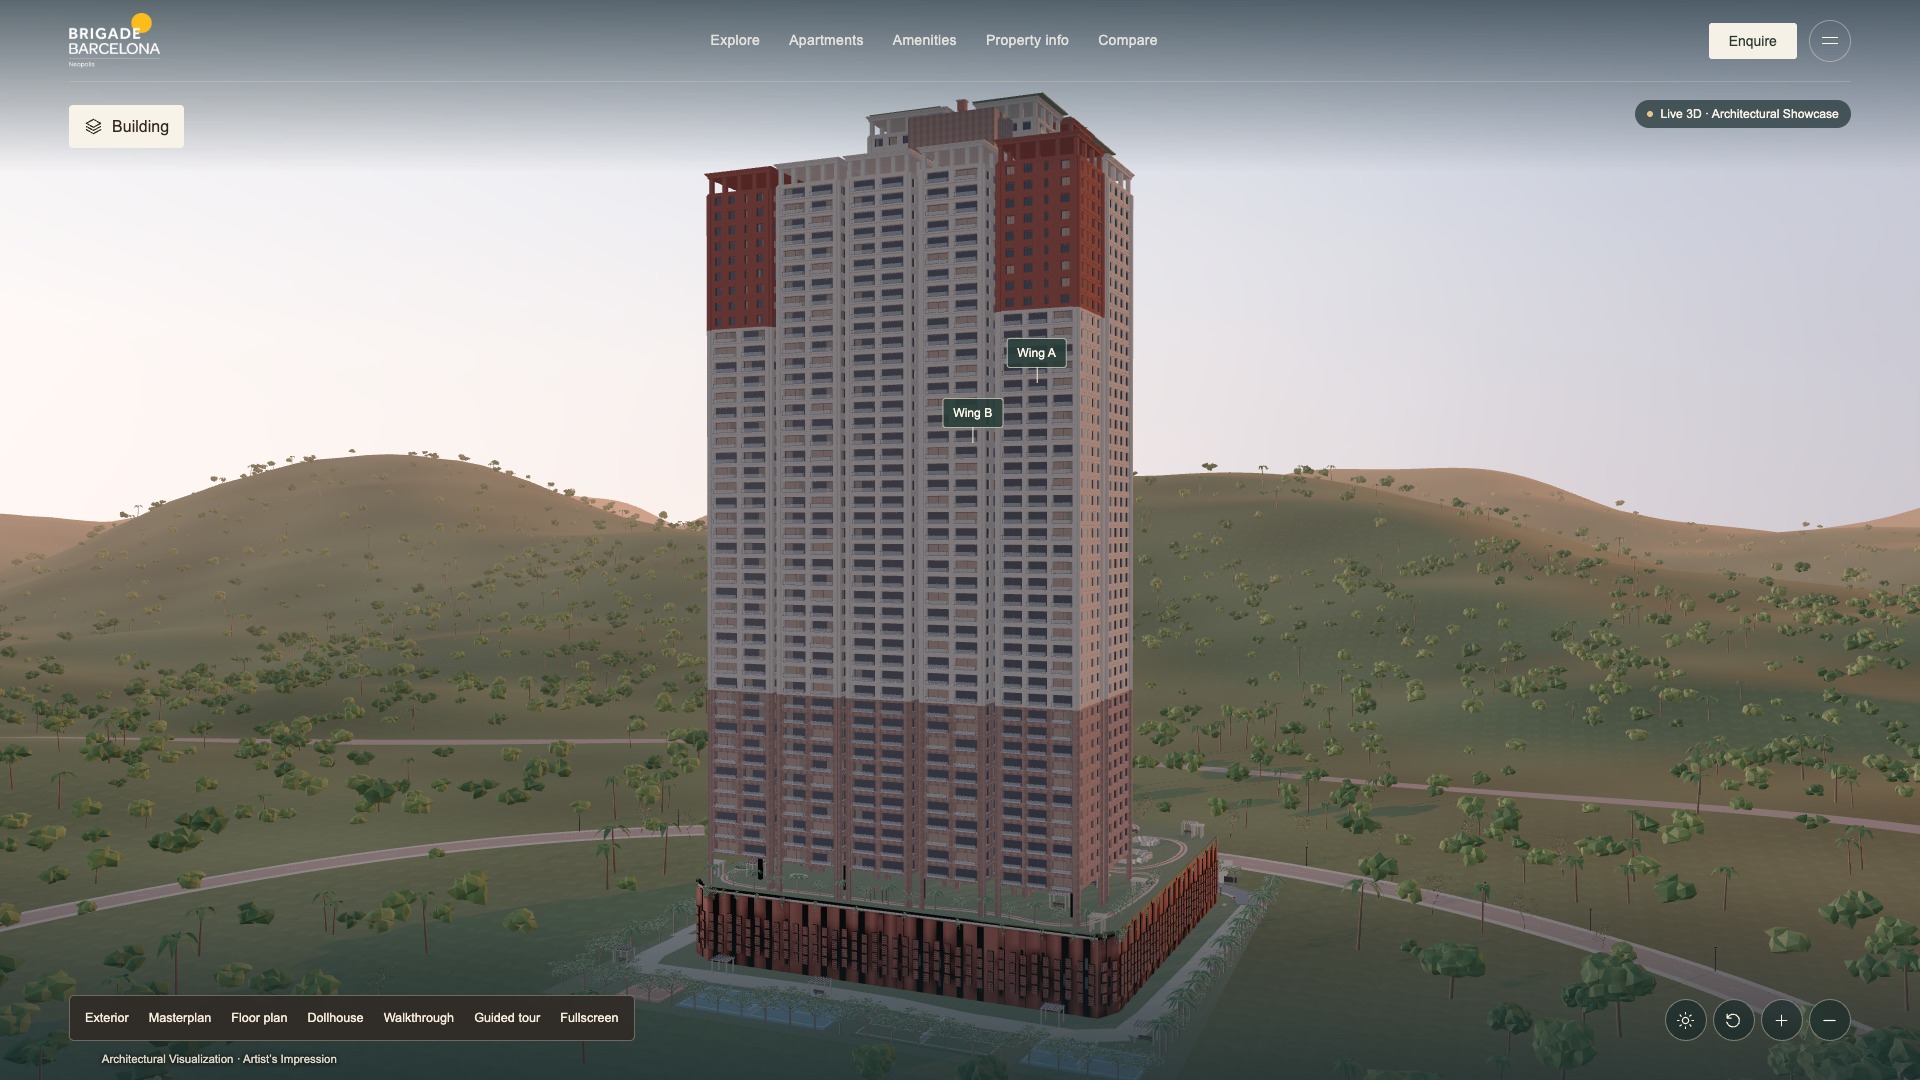 BRIGADE
BARCELONA
Neopolis
Explore
Apartments
Amenities
Property info
Compare
Enquire
Building
Live 3D · Architectural Showcase
Wing A
Wing B
Exterior
Masterplan
Floor plan
Dollhouse
Walkthrough
Guided tour
Fullscreen
Architectural Visualization · Artist's Impression